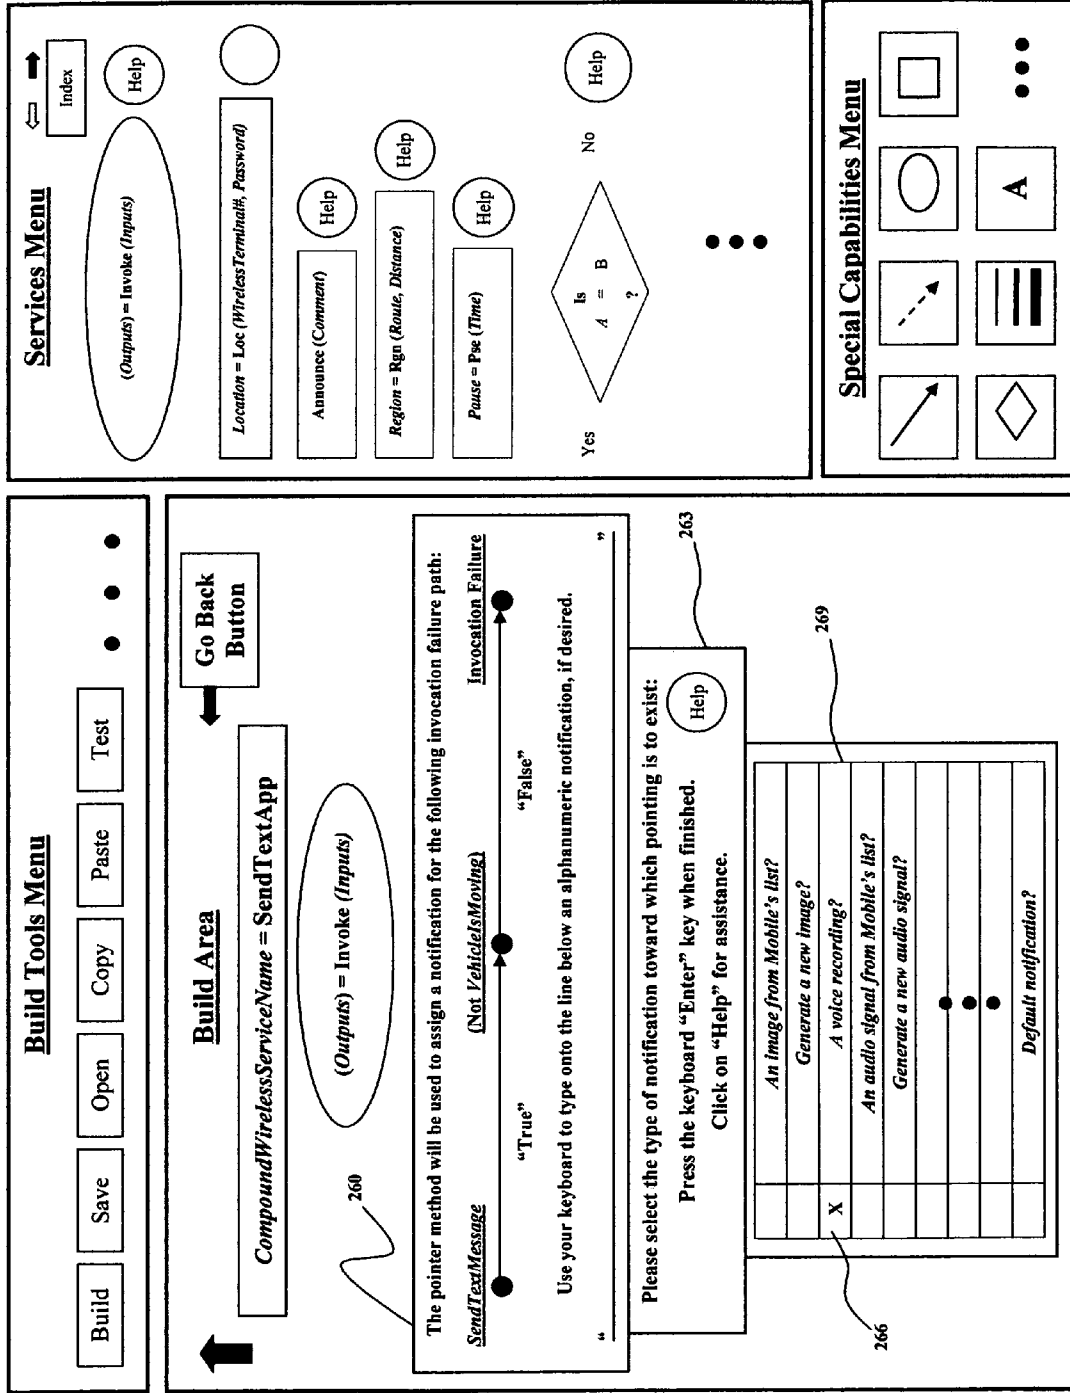 Build Tools Menu
Build
Save
Open
Copy
Paste
Test
Build Area
Go Back
Button
CompoundWirelessServiceName = SendTextApp
(Outputs) = Invoke (Inputs)
260
The pointer method will be used to assign a notification for the following invocation failure path:
SendTextMessage
(Not VehicleIsMoving)
Invocation Failure
"True"
"False"
Use your keyboard to type onto the line below an alphanumeric notification, if desired.
“ ”
263
Please select the type of notification toward which pointing is to exist:
Press the keyboard "Enter" key when finished.
Click on "Help" for assistance.
Help
269
An image from Mobile's list?
Generate a new image?
X A voice recording?
An audio signal from Mobile's list?
Generate a new audio signal?
Default notification?
266
Services Menu
Index
(Outputs) = Invoke (Inputs)
Help
Location = Loc (WirelessTerminal#, Password)
Announce (Comment)
Help
Region = Rgn (Route, Distance)
Help
Pause = Pse (Time)
Help
Yes
Is
A = B
?
No
Help
Special Capabilities Menu
A